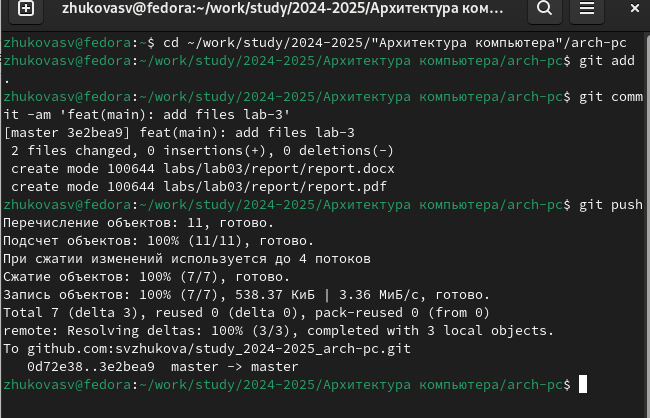 zhukovasv@fedora:~/work/study/2024-2025/Архитектура ком…
zhukovasv@fedora:~$ cd ~/work/study/2024-2025/"Архитектура компьютера"/arch-pc
zhukovasv@fedora:~/work/study/2024-2025/Архитектура компьютера/arch-pc$ git add
.
zhukovasv@fedora:~/work/study/2024-2025/Архитектура компьютера/arch-pc$ git comm
it -am 'feat(main): add files lab-3'
[master 3e2bea9] feat(main): add files lab-3
 2 files changed, 0 insertions(+), 0 deletions(-)
 create mode 100644 labs/lab03/report/report.docx
 create mode 100644 labs/lab03/report/report.pdf
zhukovasv@fedora:~/work/study/2024-2025/Архитектура компьютера/arch-pc$ git push
Перечисление объектов: 11, готово.
Подсчет объектов: 100% (11/11), готово.
При сжатии изменений используется до 4 потоков
Сжатие объектов: 100% (7/7), готово.
Запись объектов: 100% (7/7), 538.37 КиБ | 3.36 МиБ/с, готово.
Total 7 (delta 3), reused 0 (delta 0), pack-reused 0 (from 0)
remote: Resolving deltas: 100% (3/3), completed with 3 local objects.
To github.com:svzhukova/study_2024-2025_arch-pc.git
   0d72e38..3e2bea9  master -> master
zhukovasv@fedora:~/work/study/2024-2025/Архитектура компьютера/arch-pc$